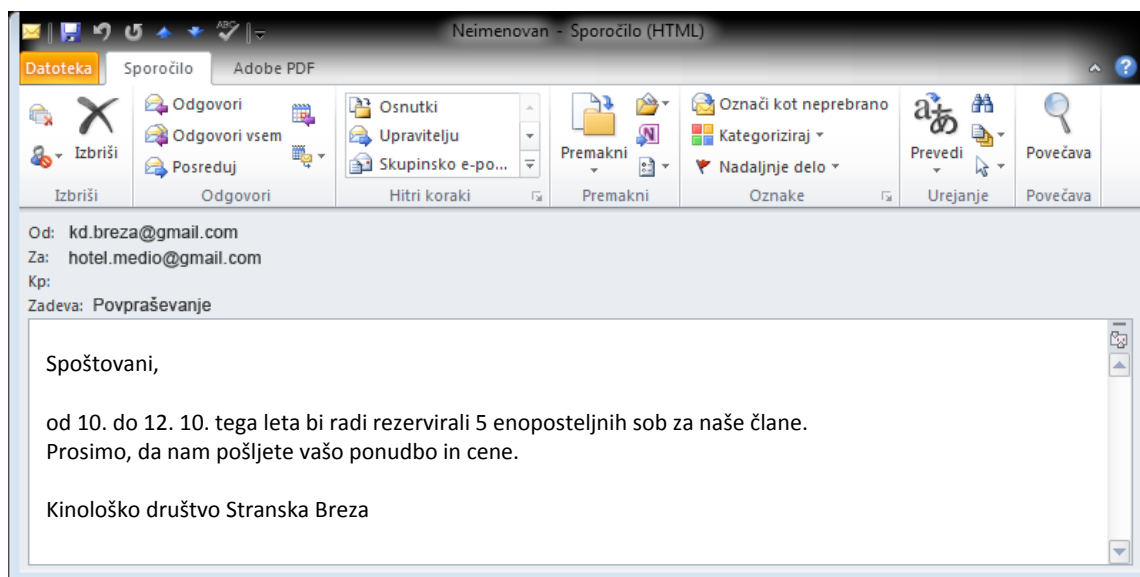 Neimenovan - Sporočilo (HTML)
Datoteka Sporočilo Adobe PDF
Izbriši
Odgovori
Odgovori vsem
Posreduj
Osnutki
Upravitelju
Skupinsko e-po...
Premakni
Označi kot neprebrano
Kategoriziraj
Nadaljnje delo
Prevedi
Povečava
Izbriši Odgovori Hitri koraki Premakni Oznake Urejanje Povečava
Od: kd.breza@gmail.com
Za: hotel.medio@gmail.com
Kp:
Zadeva: Povpraševanje
Spoštovani,
od 10. do 12. 10. tega leta bi radi rezervirali 5 enoposteljnih sob za naše člane.
Prosimo, da nam pošljete vašo ponudbo in cene.
Kinološko društvo Stranska Breza